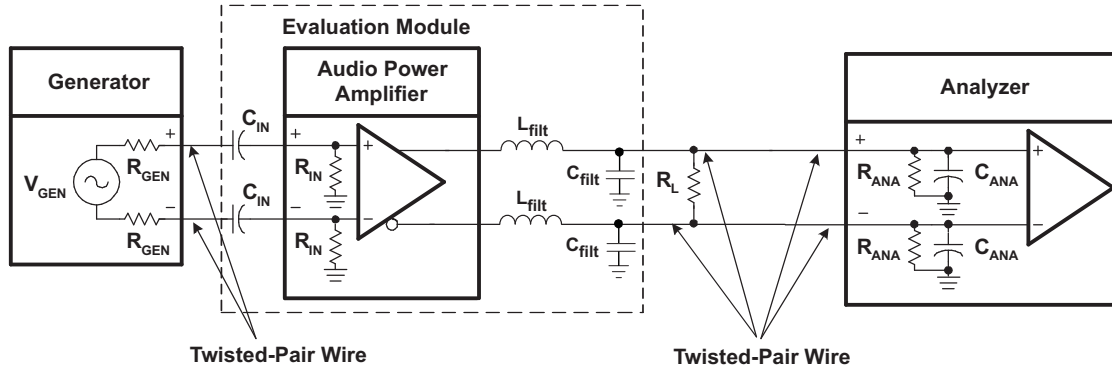 Evaluation Module
Generator
Audio Power
Amplifier
Analyzer
C_IN
L_filt
+
+
+
+
+
R_GEN
R_IN
C_filt
R_L
R_ANA
C_ANA
V_GEN
C_IN
L_filt
−
−
−
−
−
R_GEN
R_IN
C_filt
R_ANA
C_ANA
Twisted-Pair Wire
Twisted-Pair Wire